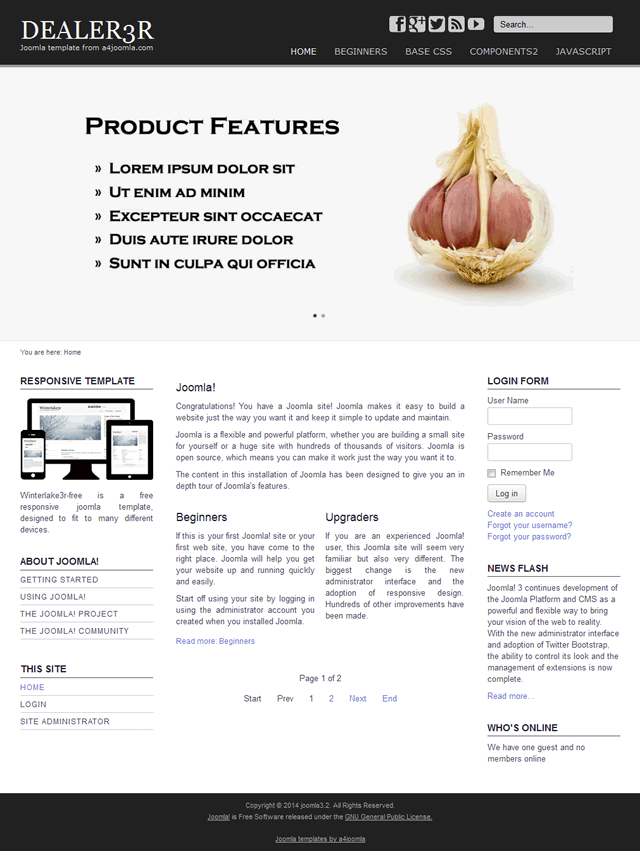 DEALER3R
Joomla template from a4joomla.com
Search...
HOME BEGINNERS BASE CSS COMPONENTS2 JAVASCRIPT
Product Features
» Lorem ipsum dolor sit
» Ut enim ad minim
» Excepteur sint occaecat
» Duis aute irure dolor
» Sunt in culpa qui officia
You are here: Home
RESPONSIVE TEMPLATE
Winterlake3r-free is a free
responsive joomla template,
designed to fit to many different
devices.
ABOUT JOOMLA!
GETTING STARTED
USING JOOMLA!
THE JOOMLA! PROJECT
THE JOOMLA! COMMUNITY
THIS SITE
HOME
LOGIN
SITE ADMINISTRATOR
Joomla!
Congratulations! You have a Joomla site! Joomla makes it easy to build a
website just the way you want it and keep it simple to update and maintain.
Joomla is a flexible and powerful platform, whether you are building a small site
for yourself or a huge site with hundreds of thousands of visitors. Joomla is
open source, which means you can make it work just the way you want it to.
The content in this installation of Joomla has been designed to give you an in
depth tour of Joomla's features.
Beginners
If this is your first Joomla! site or your
first web site, you have come to the
right place. Joomla will help you get
your website up and running quickly
and easily.
Start off using your site by logging in
using the administrator account you
created when you installed Joomla.
Read more: Beginners
Upgraders
If you are an experienced Joomla!
user, this Joomla site will seem very
familiar but also very different. The
biggest change is the new
administrator interface and the
adoption of responsive design.
Hundreds of other improvements have
been made.
Page 1 of 2
Start Prev 1 2 Next End
LOGIN FORM
User Name
Password
Remember Me
Log in
Create an account
Forgot your username?
Forgot your password?
NEWS FLASH
Joomla! 3 continues development of
the Joomla Platform and CMS as a
powerful and flexible way to bring
your vision of the web to reality.
With the new administrator interface
and adoption of Twitter Bootstrap,
the ability to control its look and the
management of extensions is now
complete.
Read more...
WHO'S ONLINE
We have one guest and no
members online
Copyright © 2014 joomla3.2. All Rights Reserved.
Joomla! is Free Software released under the GNU General Public License.
Joomla templates by a4joomla